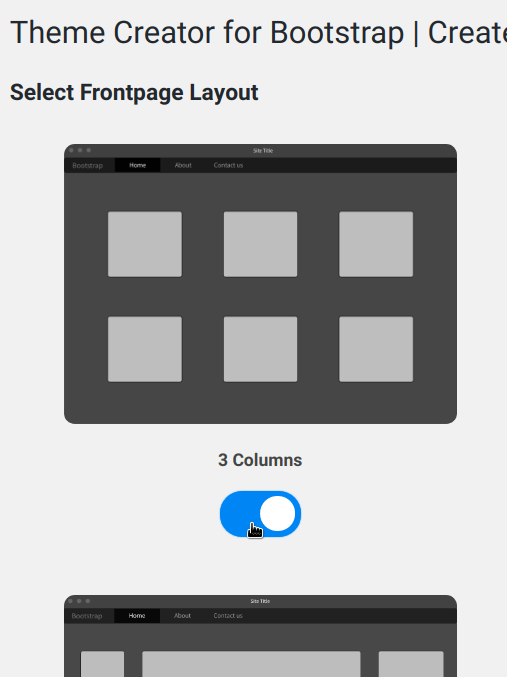 Theme Creator for Bootstrap | Create
Select Frontpage Layout
Site Title
Bootstrap Home About Contact us
3 Columns
Site Title
Bootstrap Home About Contact us